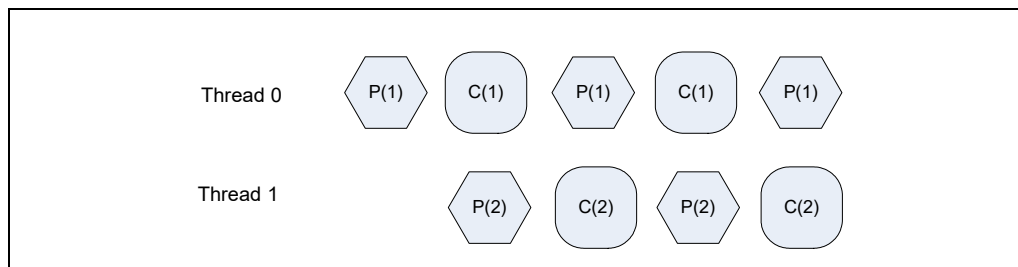 Thread 0 P(1) C(1) P(1) C(1) P(1)
Thread 1 P(2) C(2) P(2) C(2)